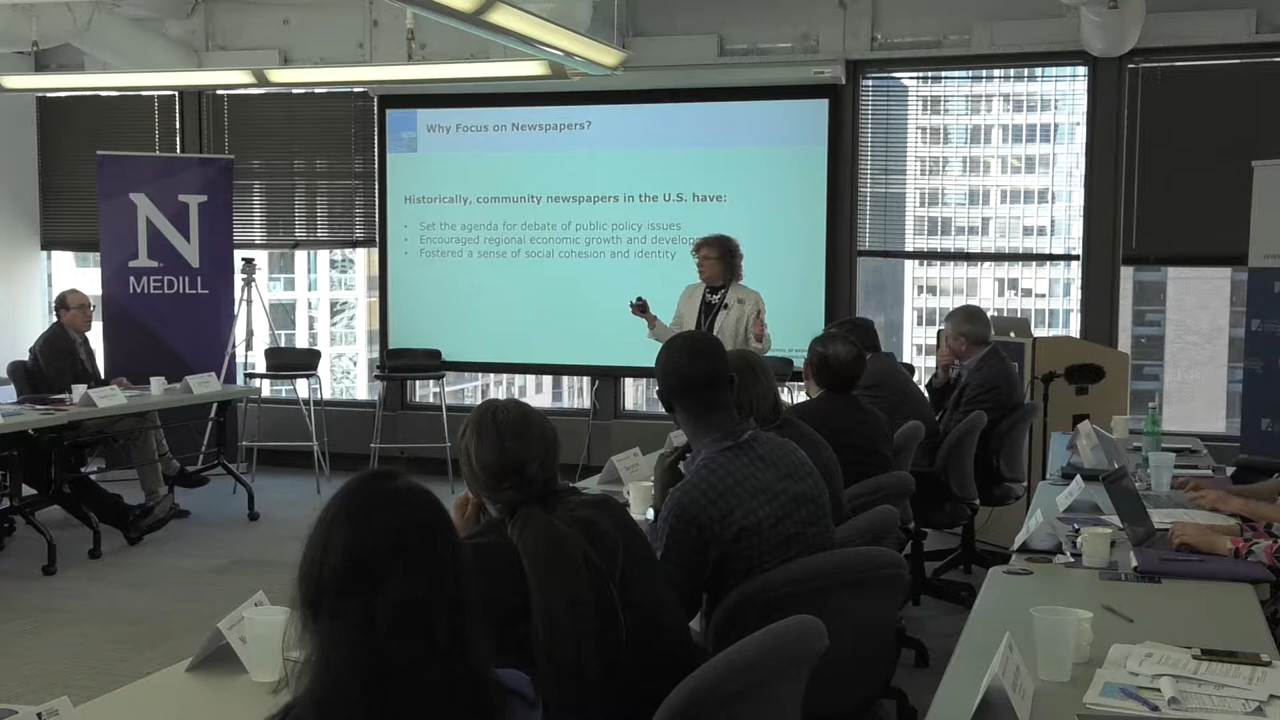 Why Focus on Newspapers?
Historically, community newspapers in the U.S. have:
• Set the agenda for debate of public policy issues
• Encouraged regional economic growth and develop
• Fostered a sense of social cohesion and identity
N
MEDILL